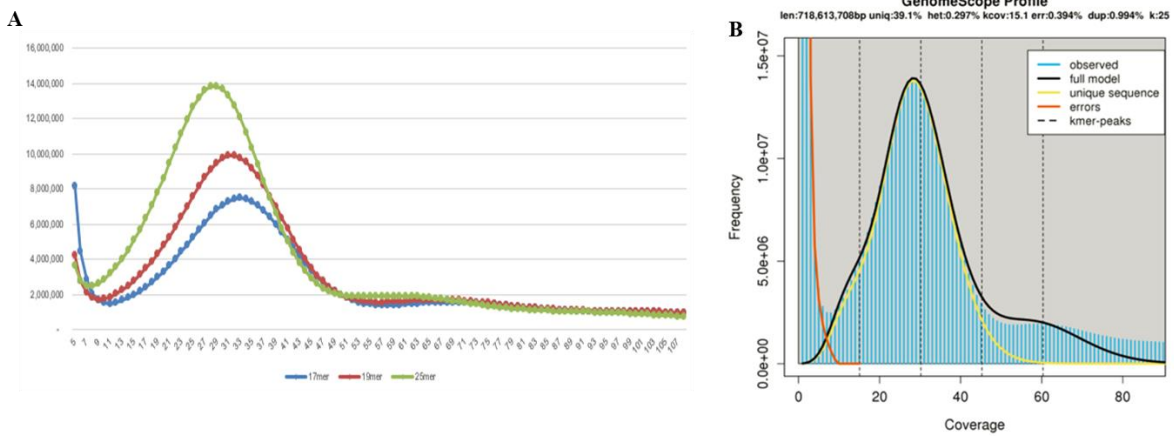 A
16,000,000
14,000,000
12,000,000
10,000,000
8,000,000
6,000,000
4,000,000
2,000,000
-
5 7 9 11 13 15 17 19 21 23 25 27 29 31 33 35 37 39 41 43 45 47 49 51 53 55 57 59 61 63 65 67 69 71 73 75 77 79 81 83 85 87 89 91 93 95 97 99 101 103 105 107
17mer 19mer 25mer
B
GenomeScope Profile
len:718,613,708bp uniq:39.1% het:0.297% kcov:15.1 err:0.394% dup:0.994% k:25
observed
full model
unique sequence
errors
kmer-peaks
Frequency
1.5e+07
1.0e+07
5.0e+06
0.0e+00
0 20 40 60 80
Coverage